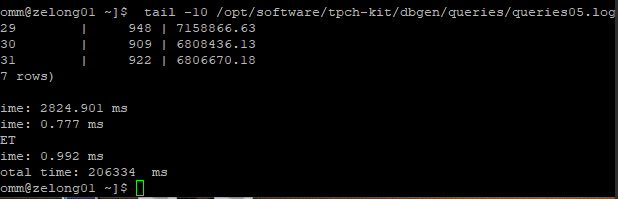 omm@zelong01 ~]$  tail -10 /opt/software/tpch-kit/dbgen/queries/queries05.log
29        |     948 | 7158866.63
30        |     909 | 6808436.13
31        |     922 | 6806670.18
7 rows)
ime: 2824.901 ms
ime: 0.777 ms
ET
ime: 0.992 ms
otal time: 206334  ms
omm@zelong01 ~]$